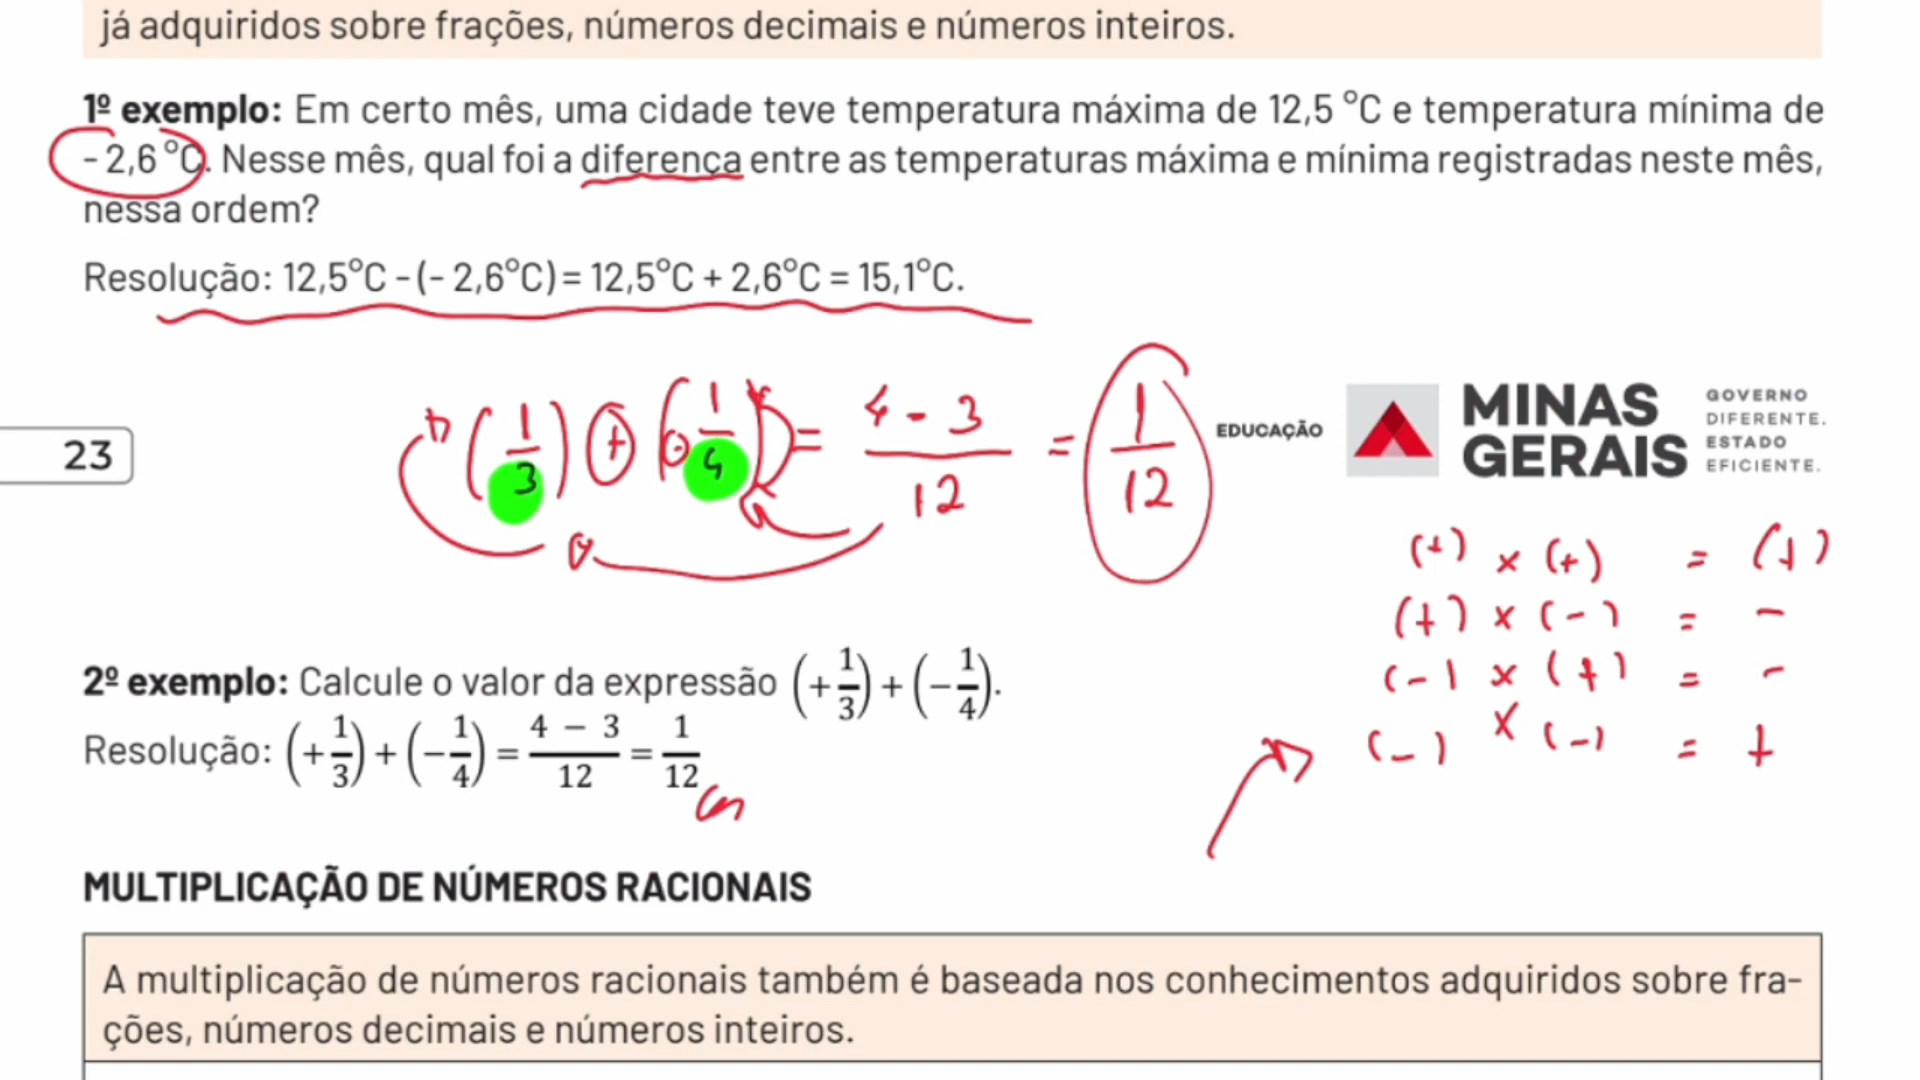 já adquiridos sobre frações, números decimais e números inteiros.
1º exemplo: Em certo mês, uma cidade teve temperatura máxima de 12,5 °C e temperatura mínima de
- 2,6 °C. Nesse mês, qual foi a diferença entre as temperaturas máxima e mínima registradas neste mês,
nessa ordem?
Resolução: 12,5°C - (- 2,6°C) = 12,5°C + 2,6°C = 15,1°C.
23
(1/3) + (-1/4) = 4 - 3 / 12 = 1/12
EDUCAÇÃO
MINAS
GERAIS
GOVERNO
DIFERENTE.
ESTADO
EFICIENTE.
(+) x (+) = (+)
(+) x (-) = -
(-) x (+) = -
(-) x (-) = +
2º exemplo: Calcule o valor da expressão (+1/3) + (-1/4).
Resolução: (+1/3) + (-1/4) = 4 - 3 / 12 = 1/12
MULTIPLICAÇÃO DE NÚMEROS RACIONAIS
A multiplicação de números racionais também é baseada nos conhecimentos adquiridos sobre fra-
ções, números decimais e números inteiros.